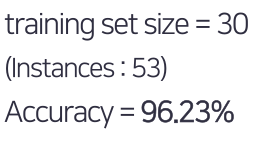 training set size = 30
(Instances : 53)
Accuracy = 96.23%